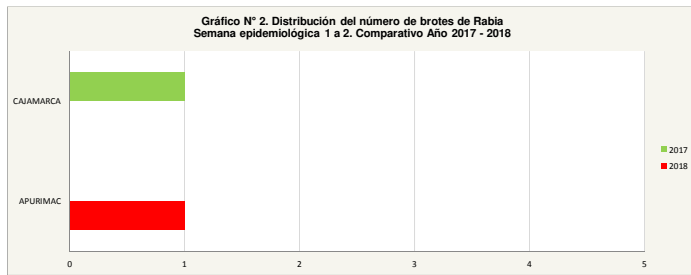 Gráfico N° 2. Distribución del número de brotes de Rabia
Semana epidemiológica 1 a 2. Comparativo Año 2017 - 2018
CAJAMARCA
APURIMAC
0 1 2 3 4 5
2017
2018